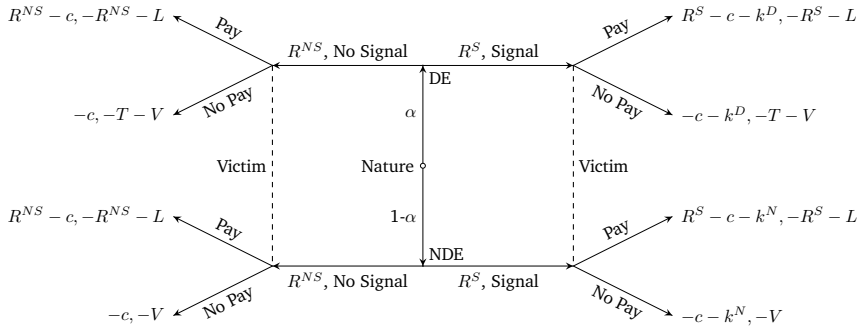 $R^{NS} - c, -R^{NS} - L$
Pay
$R^{NS}$, No Signal
$R^{S}$, Signal
Pay
$R^{S} - c - k^{D}, -R^{S} - L$
DE
No Pay
No Pay
$-c, -T - V$
α
$-c - k^{D}, -T - V$
Victim
Nature
Victim
$R^{NS} - c, -R^{NS} - L$
Pay
1-α
Pay
$R^{S} - c - k^{N}, -R^{S} - L$
NDE
$R^{NS}$, No Signal
$R^{S}$, Signal
No Pay
No Pay
$-c, -V$
$-c - k^{N}, -V$